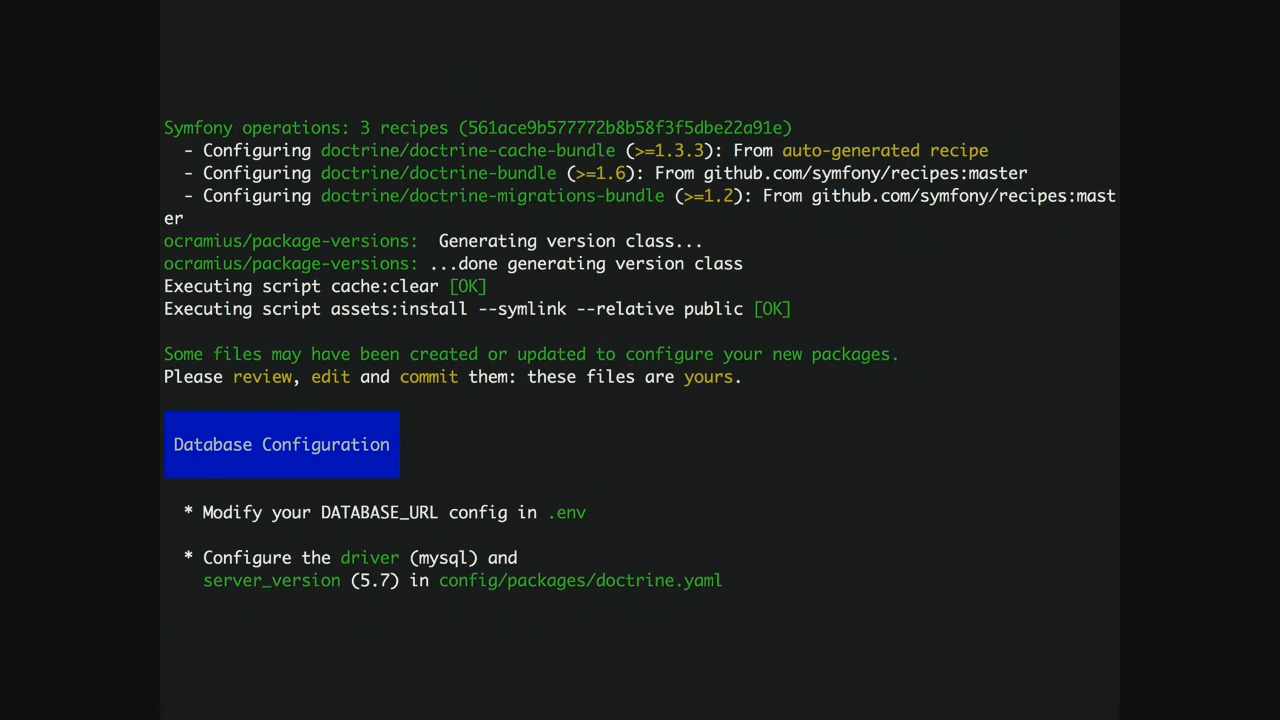 Symfony operations: 3 recipes (561ace9b577772b8b58f3f5dbe22a91e)
- Configuring doctrine/doctrine-cache-bundle (>=1.3.3): From auto-generated recipe
- Configuring doctrine/doctrine-bundle (>=1.6): From github.com/symfony/recipes:master
- Configuring doctrine/doctrine-migrations-bundle (>=1.2): From github.com/symfony/recipes:mast
er
ocramius/package-versions:  Generating version class...
ocramius/package-versions: ...done generating version class
Executing script cache:clear [OK]
Executing script assets:install --symlink --relative public [OK]
Some files may have been created or updated to configure your new packages.
Please review, edit and commit them: these files are yours.
Database Configuration
* Modify your DATABASE_URL config in .env
* Configure the driver (mysql) and
server_version (5.7) in config/packages/doctrine.yaml